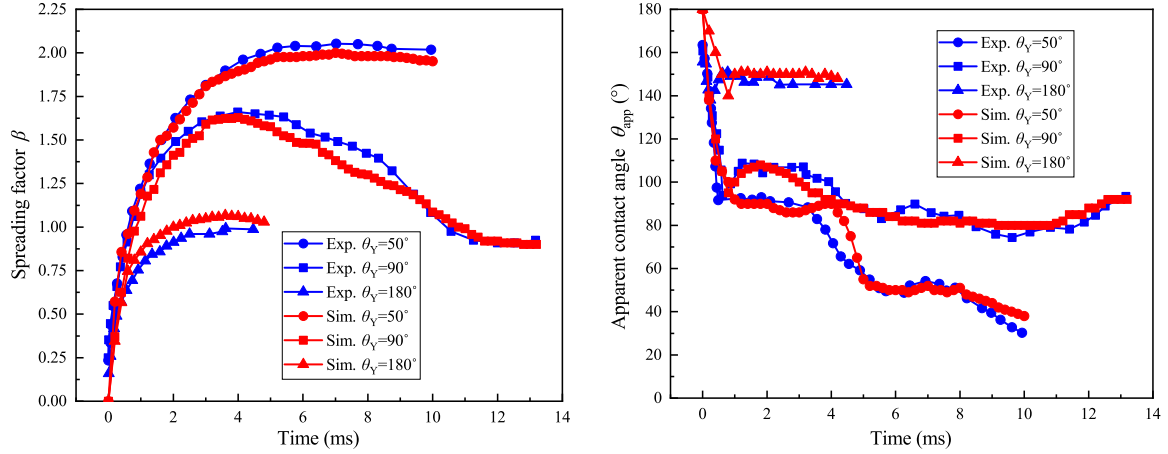 2.25
2.00
1.75
1.50
1.25
1.00
0.75
0.50
0.25
0.00
Spreading factor β
0 2 4 6 8 10 12 14
Time (ms)
Exp. θY=50°
Exp. θY=90°
Exp. θY=180°
Sim. θY=50°
Sim. θY=90°
Sim. θY=180°
180
160
140
120
100
80
60
40
20
0
Apparent contact angle θapp (°)
0 2 4 6 8 10 12 14
Time (ms)
Exp. θY=50°
Exp. θY=90°
Exp. θY=180°
Sim. θY=50°
Sim. θY=90°
Sim. θY=180°